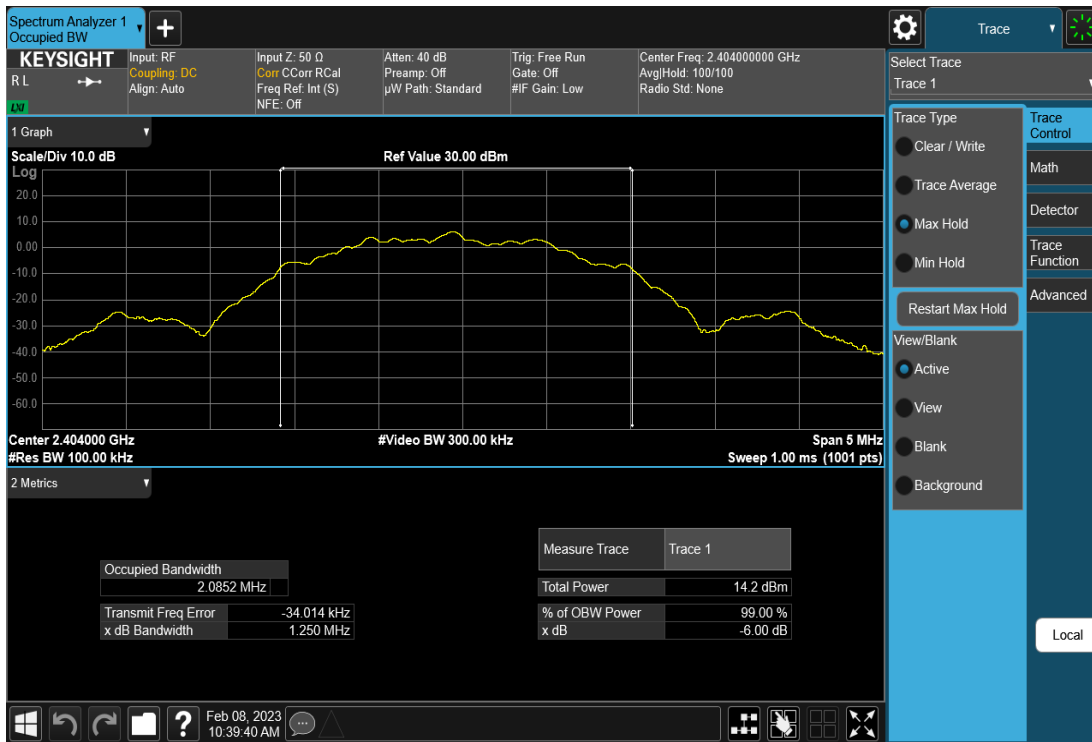 Spectrum Analyzer 1
Occupied BW
Trace
KEYSIGHT
R L
LXI
Input: RF
Coupling: DC
Align: Auto
Input Z: 50 Ω
Corr CCorr RCal
Freq Ref: Int (S)
NFE: Off
Atten: 40 dB
Preamp: Off
µW Path: Standard
Trig: Free Run
Gate: Off
#IF Gain: Low
Center Freq: 2.404000000 GHz
Avg|Hold: 100/100
Radio Std: None
Select Trace
Trace 1
1 Graph
Scale/Div 10.0 dB
Ref Value 30.00 dBm
Log
20.0
10.0
0.00
-10.0
-20.0
-30.0
-40.0
-50.0
-60.0
Center 2.404000 GHz
#Video BW 300.00 kHz
Span 5 MHz
#Res BW 100.00 kHz
Sweep 1.00 ms (1001 pts)
Trace Type
Clear / Write
Trace Average
Max Hold
Min Hold
Restart Max Hold
View/Blank
Active
View
Blank
Background
Trace
Control
Math
Detector
Trace
Function
Advanced
Local
2 Metrics
Occupied Bandwidth
2.0852 MHz
Transmit Freq Error -34.014 kHz
x dB Bandwidth 1.250 MHz
Measure Trace Trace 1
Total Power 14.2 dBm
% of OBW Power 99.00 %
x dB -6.00 dB
?
Feb 08, 2023
10:39:40 AM